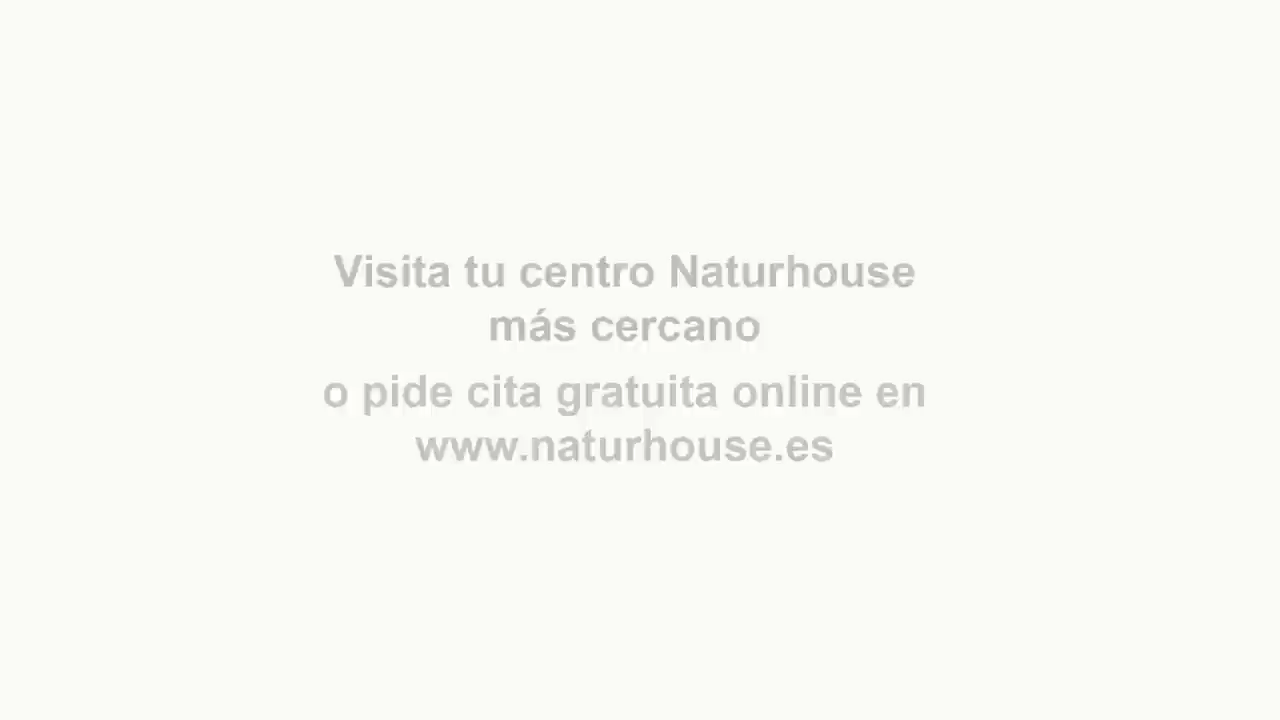 Visita tu centro Naturhouse
más cercano
o pide cita gratuita online en
www.naturhouse.es